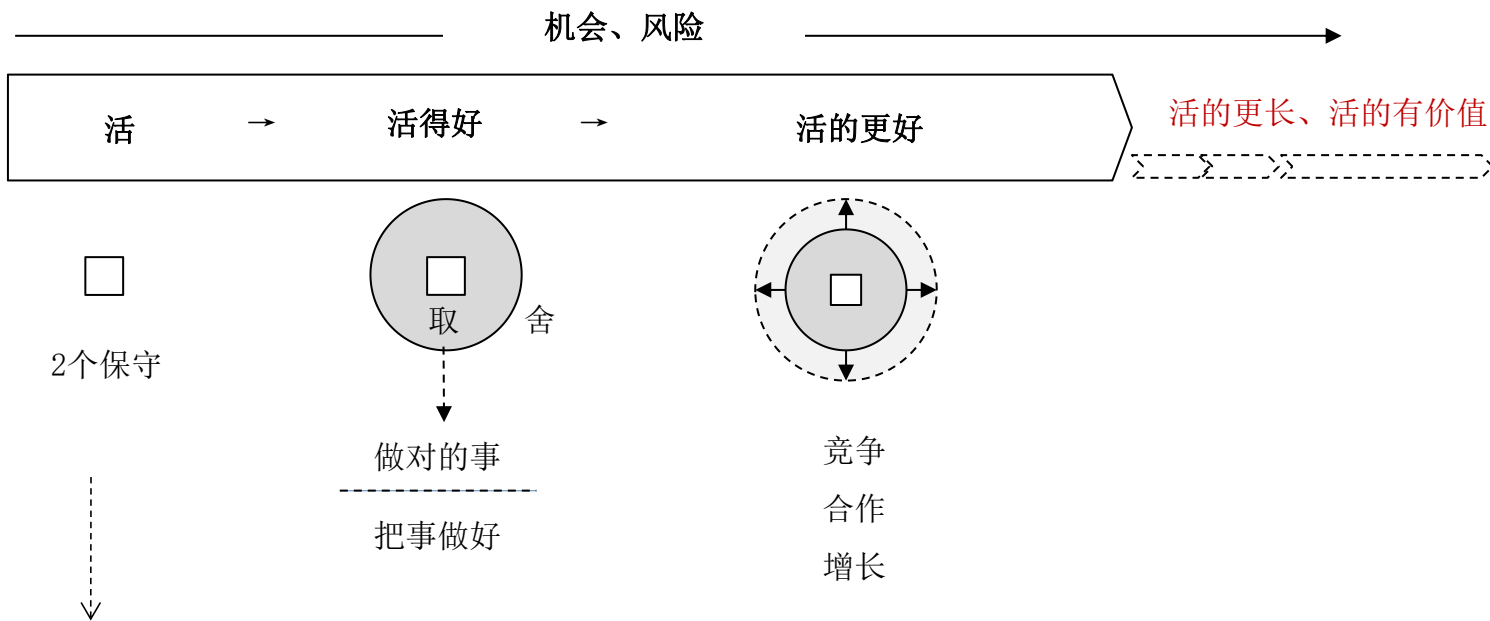 机会、风险
活 → 活得好 → 活的更好
活的更长、活的有价值
取 舍
2个保守
做对的事
把事做好
竞争
合作
增长